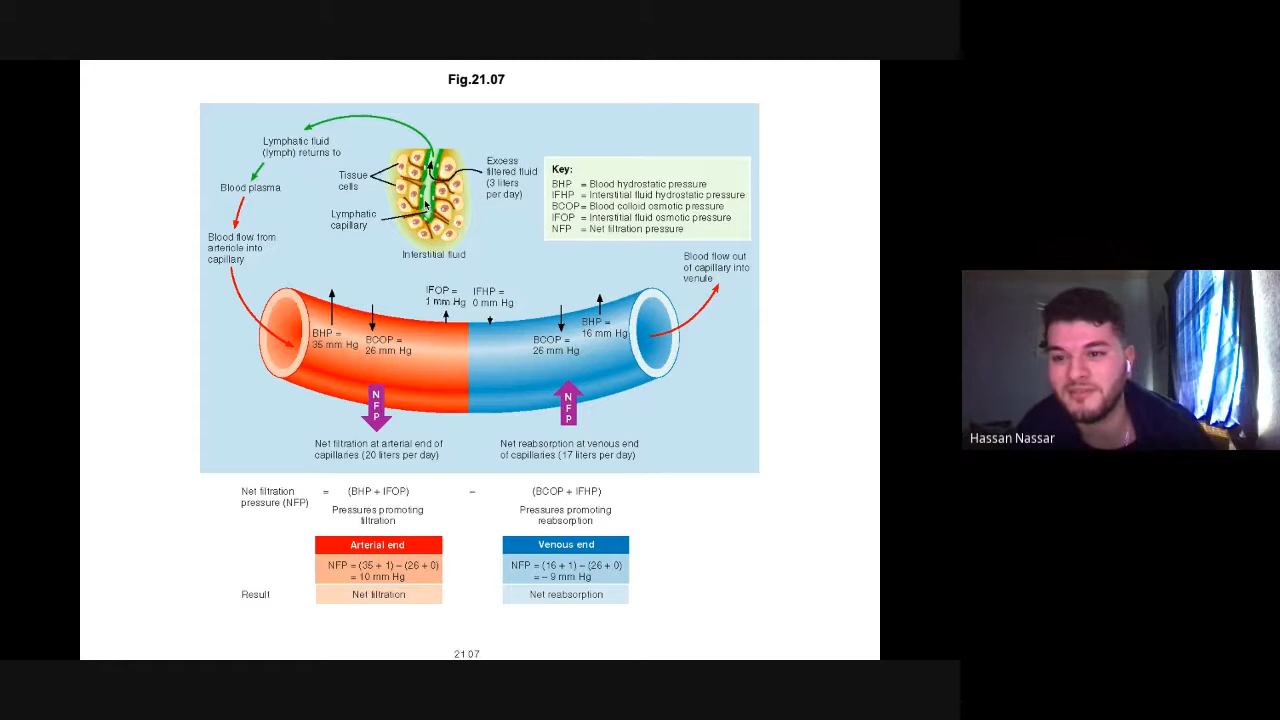 Fig.21.07
Lymphatic fluid
(lymph) returns to
Blood plasma
Blood flow from
arteriole into
capillary
Tissue
cells
Lymphatic
capillary
Excess
filtered fluid
(3 liters
per day)
Interstitial fluid
Key:
BHP = Blood hydrostatic pressure
IFHP = Interstitial fluid hydrostatic pressure
BCOP = Blood colloid osmotic pressure
IFOP = Interstitial fluid osmotic pressure
NFP = Net filtration pressure
Blood flow out
of capillary into
venule
IFOP =
1 mm Hg
IFHP =
0 mm Hg
BHP =
35 mm Hg
BCOP =
26 mm Hg
BCOP =
26 mm Hg
BHP =
16 mm Hg
N
F
P
N
F
P
Net filtration at arterial end of
capillaries (20 liters per day)
Net reabsorption at venous end
of capillaries (17 liters per day)
Hassan Nassar
Net filtration
pressure (NFP)
= (BHP + IFOP) – (BCOP + IFHP)
Pressures promoting
filtration
Pressures promoting
reabsorption
Arterial end
NFP = (35 + 1) – (26 + 0)
= 10 mm Hg
Venous end
NFP = (16 + 1) – (26 + 0)
= – 9 mm Hg
Result
Net filtration
Net reabsorption
21 07